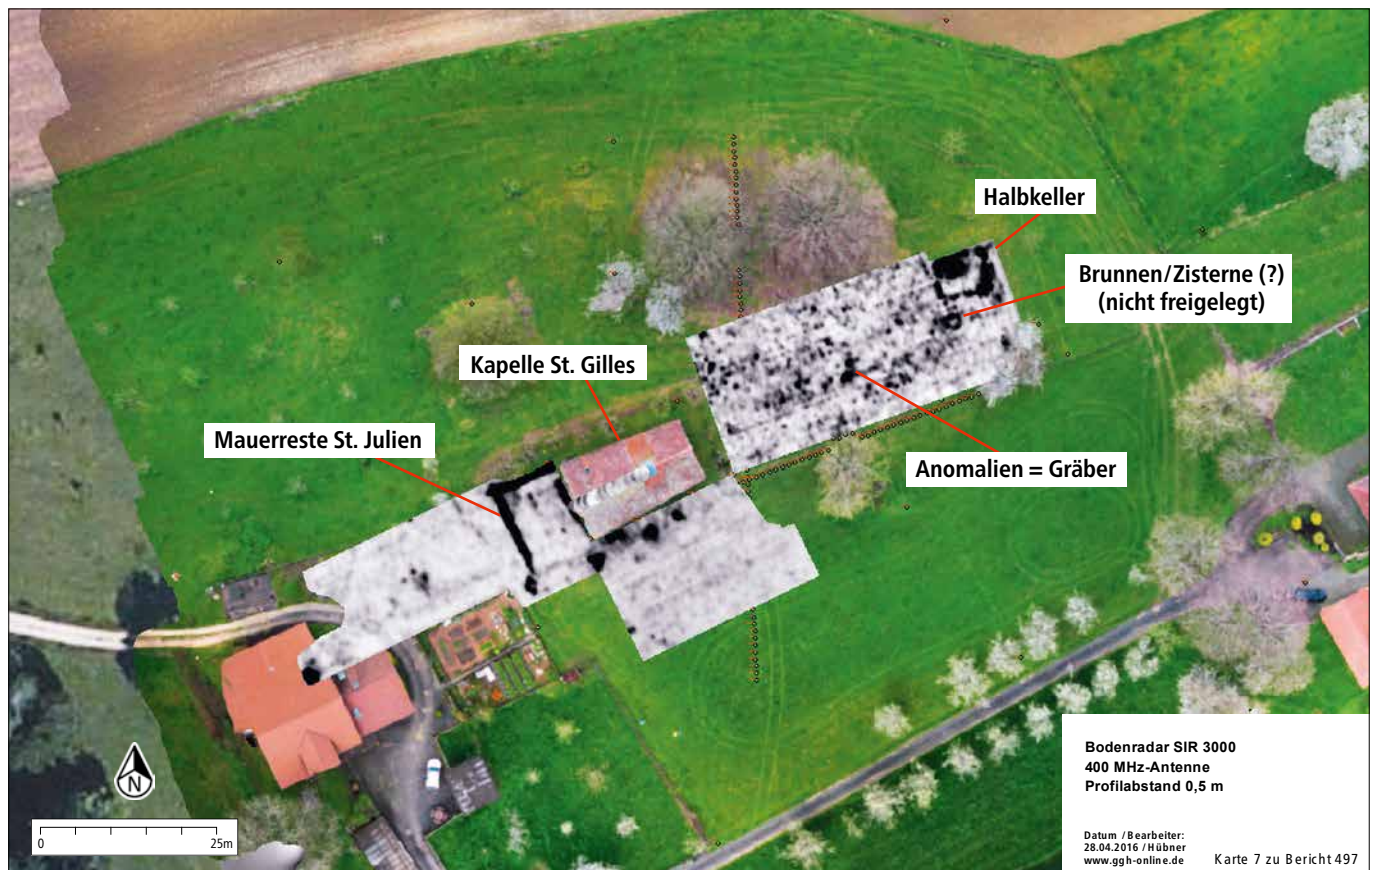 Halbkeller
Brunnen/Zisterne (?)
(nicht freigelegt)
Kapelle St. Gilles
Mauerreste St. Julien
Anomalien = Gräber
N
0
25m
Bodenradar SIR 3000
400 MHz-Antenne
Profilabstand 0,5 m
Datum / Bearbeiter:
28.04.2016 / Hübner
www.ggh-online.de
Karte 7 zu Bericht 497